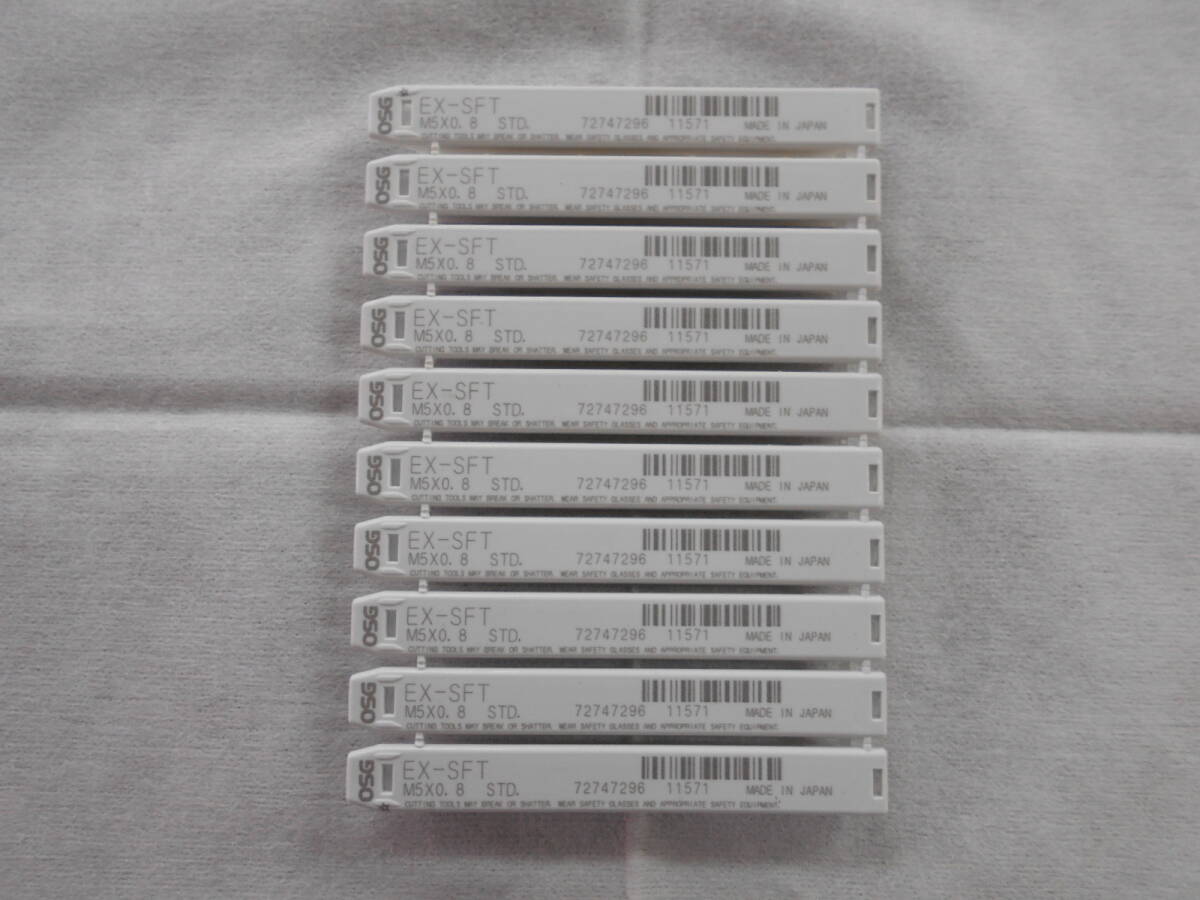 OSG EX-SFT
M5X0.8 STD. 72747296 11571 MADE IN JAPAN
CUTTING TOOLS MAY BREAK OR SHATTER. WEAR SAFETY GLASSES AND APPROPRIATE SAFETY EQUIPMENT.
OSG EX-SFT
M5X0.8 STD. 72747296 11571 MADE IN JAPAN
CUTTING TOOLS MAY BREAK OR SHATTER. WEAR SAFETY GLASSES AND APPROPRIATE SAFETY EQUIPMENT.
OSG EX-SFT
M5X0.8 STD. 72747296 11571 MADE IN JAPAN
CUTTING TOOLS MAY BREAK OR SHATTER. WEAR SAFETY GLASSES AND APPROPRIATE SAFETY EQUIPMENT.
OSG EX-SFT
M5X0.8 STD. 72747296 11571 MADE IN JAPAN
CUTTING TOOLS MAY BREAK OR SHATTER. WEAR SAFETY GLASSES AND APPROPRIATE SAFETY EQUIPMENT.
OSG EX-SFT
M5X0.8 STD. 72747296 11571 MADE IN JAPAN
CUTTING TOOLS MAY BREAK OR SHATTER. WEAR SAFETY GLASSES AND APPROPRIATE SAFETY EQUIPMENT.
OSG EX-SFT
M5X0.8 STD. 72747296 11571 MADE IN JAPAN
CUTTING TOOLS MAY BREAK OR SHATTER. WEAR SAFETY GLASSES AND APPROPRIATE SAFETY EQUIPMENT.
OSG EX-SFT
M5X0.8 STD. 72747296 11571 MADE IN JAPAN
CUTTING TOOLS MAY BREAK OR SHATTER. WEAR SAFETY GLASSES AND APPROPRIATE SAFETY EQUIPMENT.
OSG EX-SFT
M5X0.8 STD. 72747296 11571 MADE IN JAPAN
CUTTING TOOLS MAY BREAK OR SHATTER. WEAR SAFETY GLASSES AND APPROPRIATE SAFETY EQUIPMENT.
OSG EX-SFT
M5X0.8 STD. 72747296 11571 MADE IN JAPAN
CUTTING TOOLS MAY BREAK OR SHATTER. WEAR SAFETY GLASSES AND APPROPRIATE SAFETY EQUIPMENT.
OSG EX-SFT
M5X0.8 STD. 72747296 11571 MADE IN JAPAN
CUTTING TOOLS MAY BREAK OR SHATTER. WEAR SAFETY GLASSES AND APPROPRIATE SAFETY EQUIPMENT.